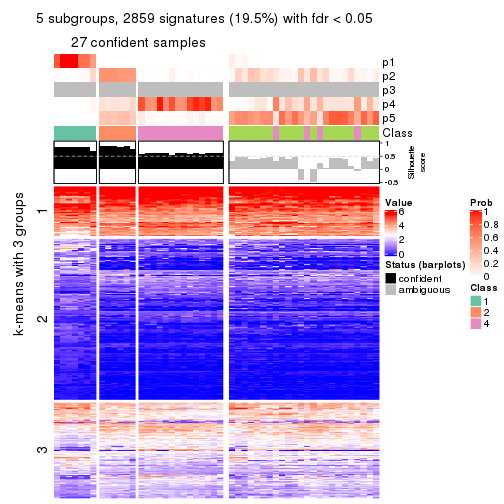 5 subgroups, 2859 signatures (19.5%) with fdr < 0.05
27 confident samples
p1
p2
p3
p4
p5
Class
1
0.5
0
-0.5
Silhouette
score
k-means with 3 groups
1
2
3
Value
6
4
2
0
Status (barplots)
confident
ambiguous
Prob
1
0.8
0.6
0.4
0.2
0
Class
1
2
4